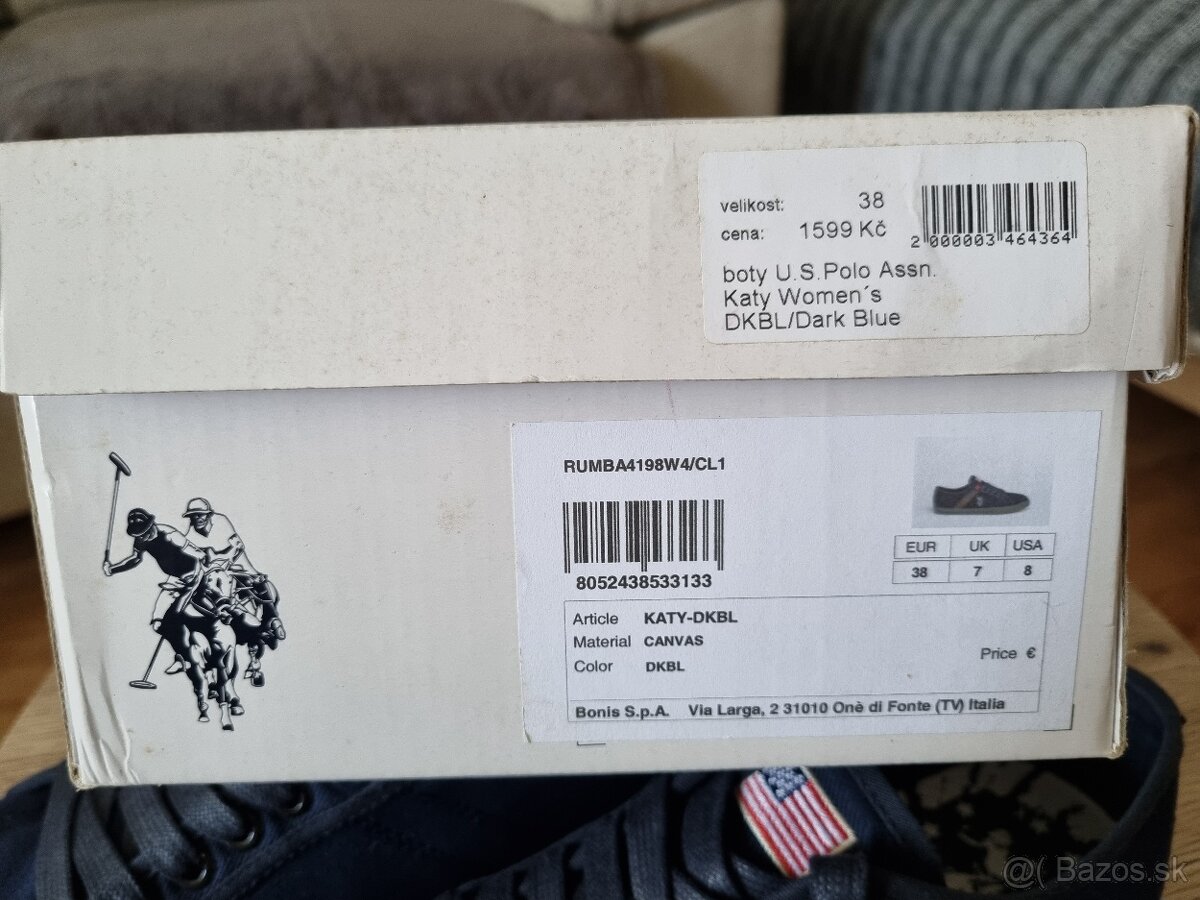 velikost: 38
cena: 1599 Kč
2 000003 464364
boty U.S.Polo Assn.
Katy Women´s
DKBL/Dark Blue
RUMBA4198W4/CL1
8052438533133
EUR UK USA
38 7 8
Article KATY-DKBL
Material CANVAS
Color DKBL
Price €
Bonis S.p.A. Via Larga, 2 31010 Onè di Fonte (TV) Italia
@( Bazos.sk